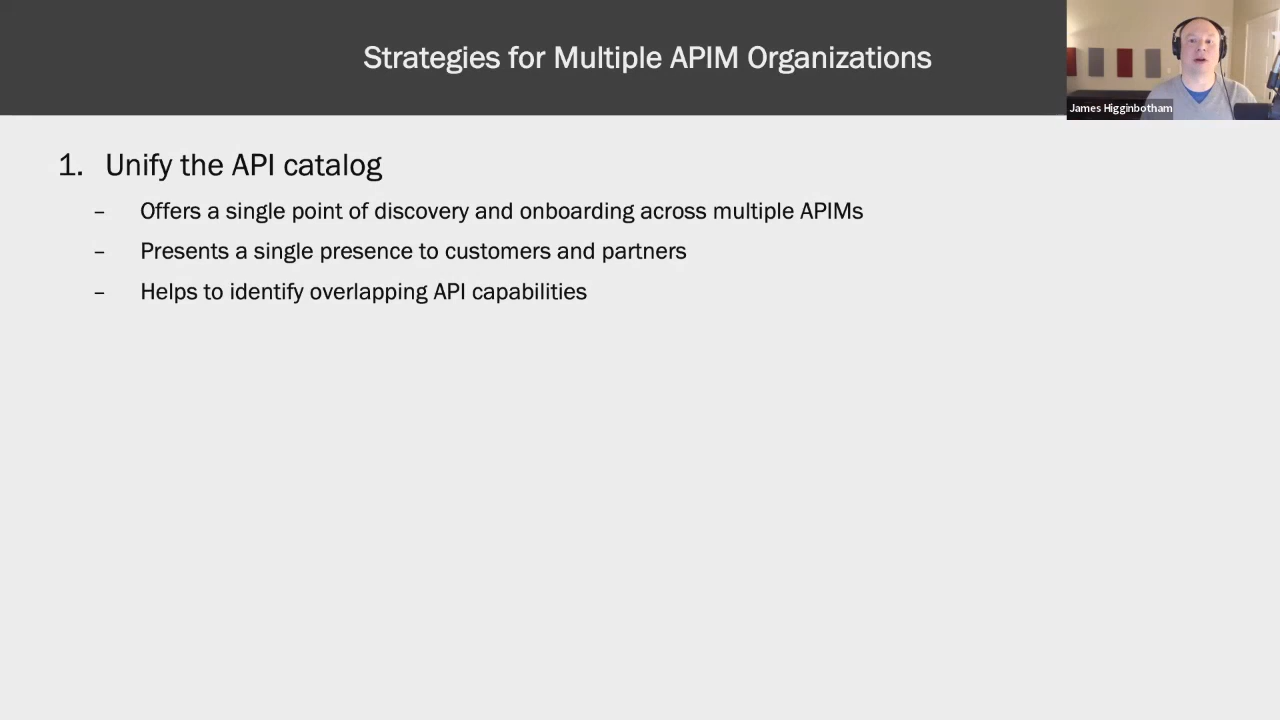 Strategies for Multiple APIM Organizations
James Higginbotham
1. Unify the API catalog
– Offers a single point of discovery and onboarding across multiple APIMs
– Presents a single presence to customers and partners
– Helps to identify overlapping API capabilities